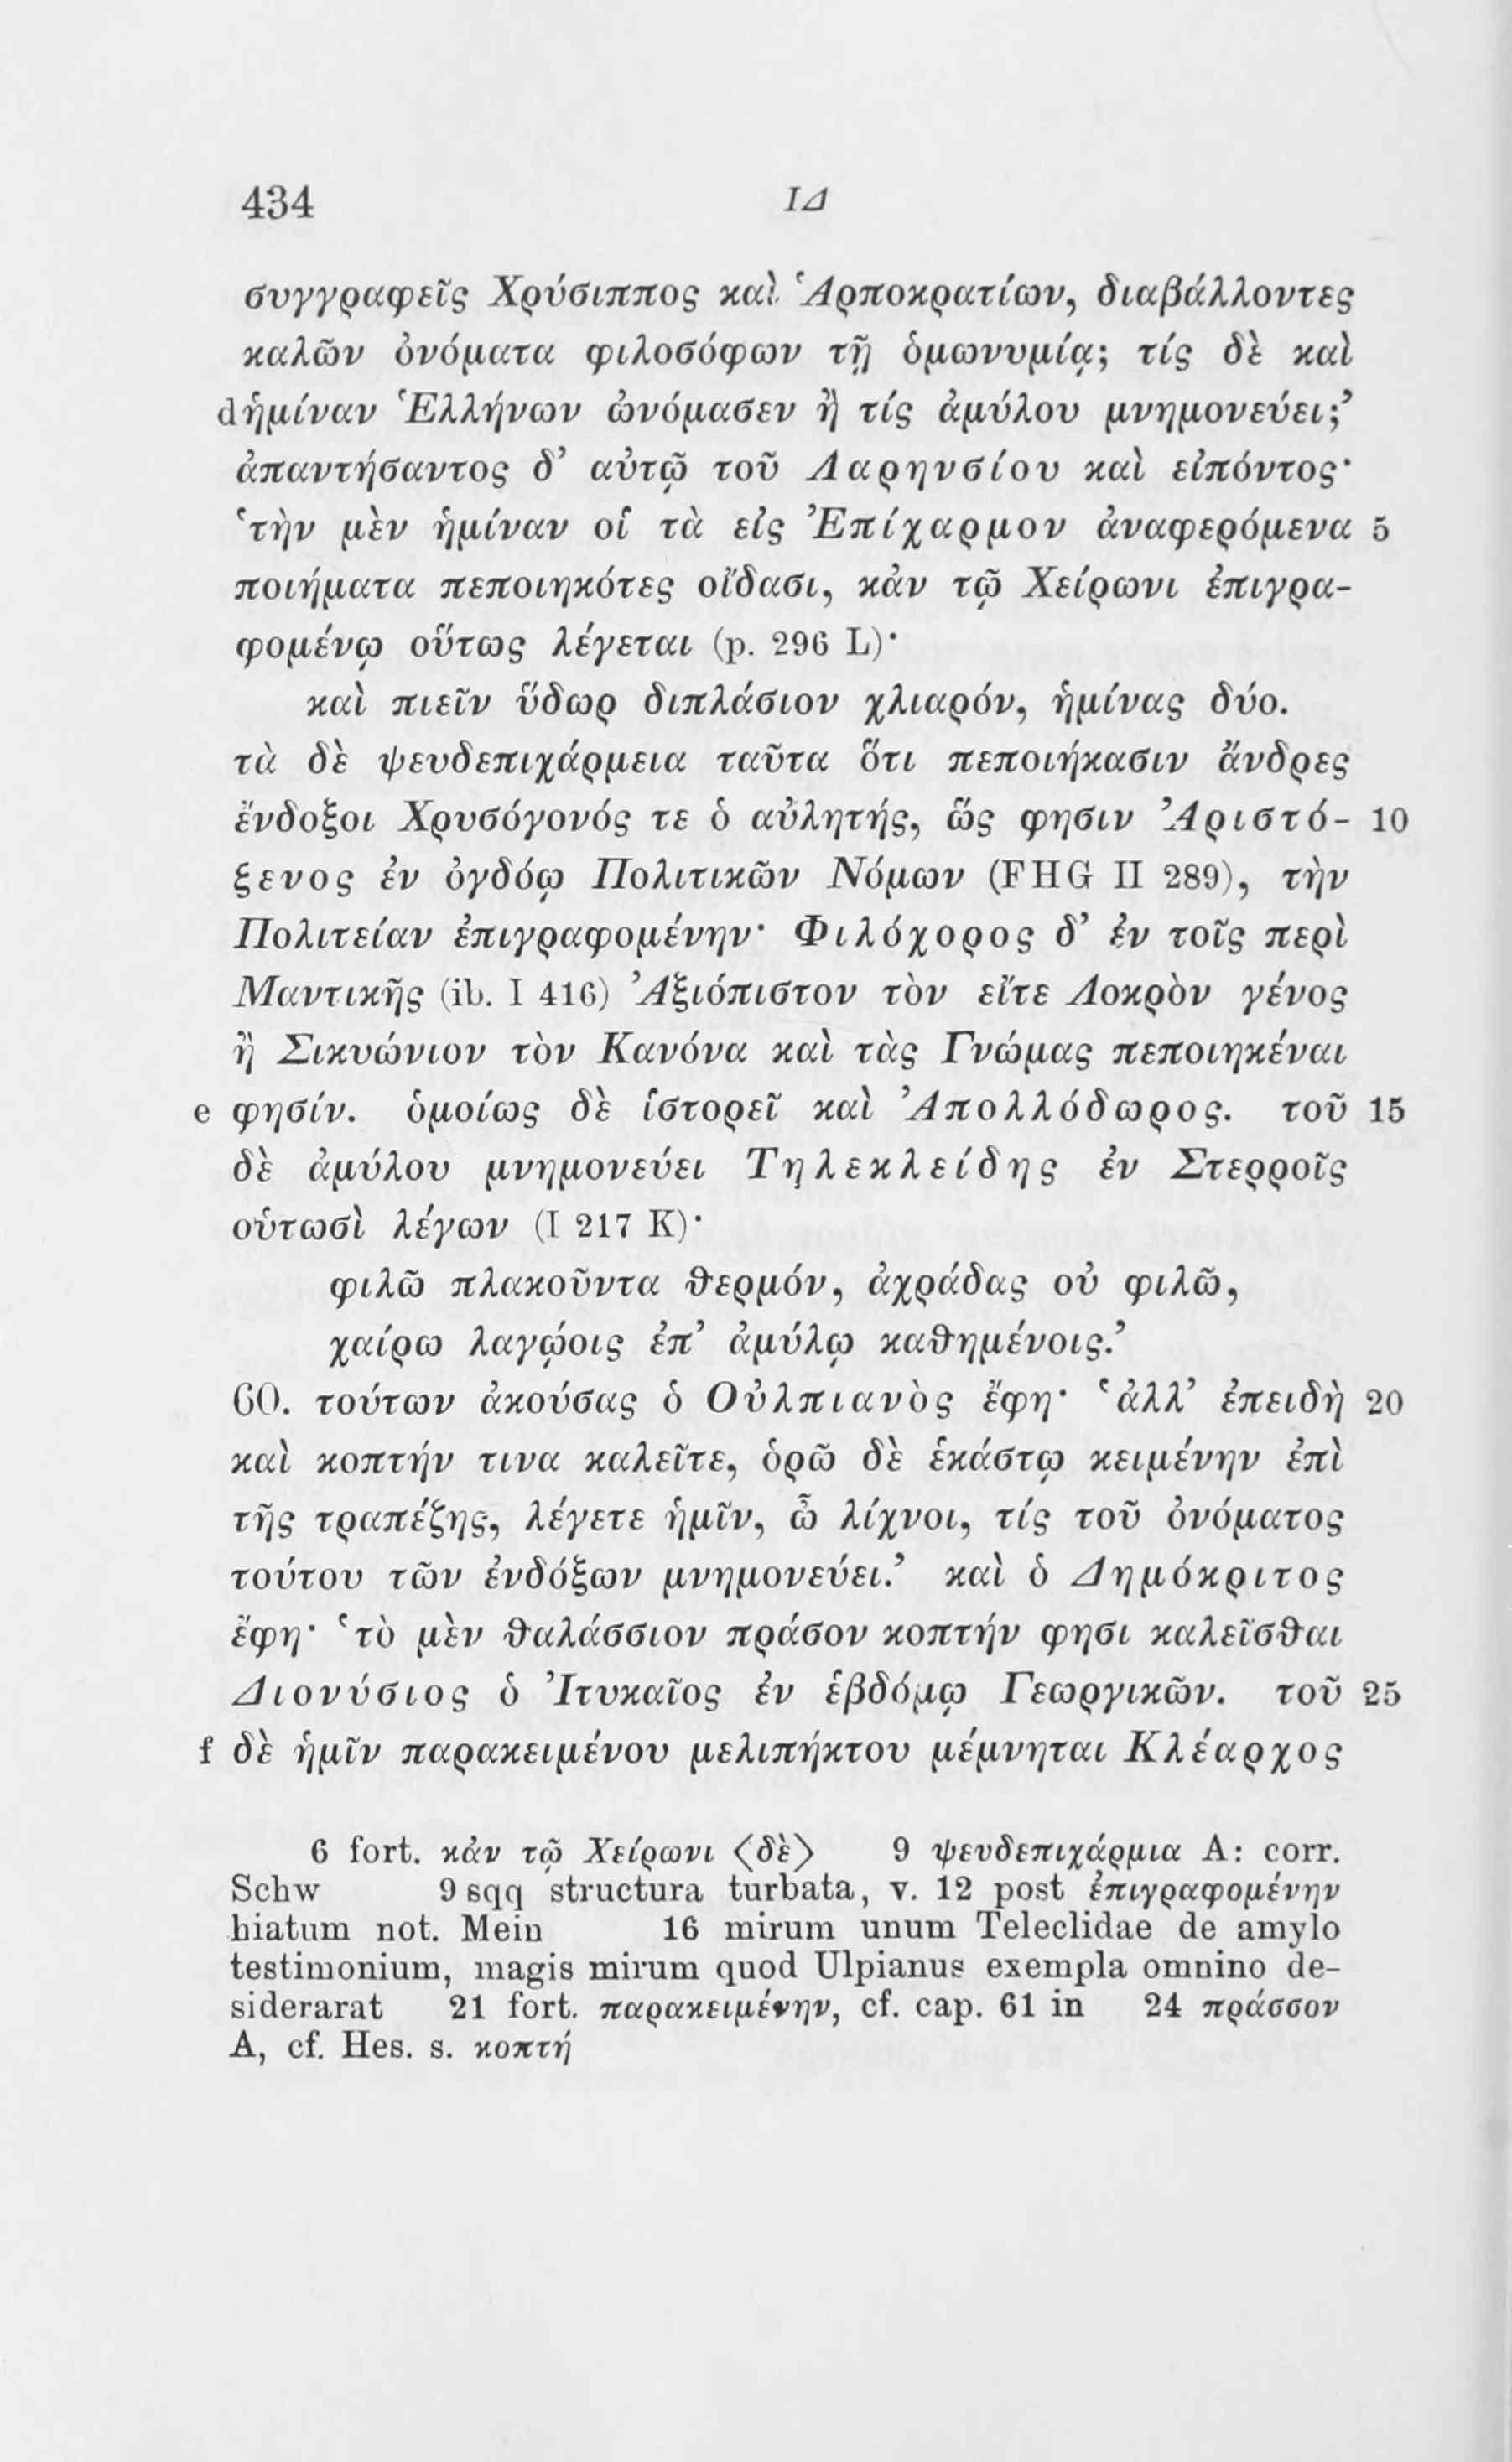 434 ΙΔ
συγγραφεῖς Χρύσιππος καὶ Ἁρποκρατίων, διαβάλλοντες
καλῶν ὀνόματα φιλοσόφων τῇ ὁμωνυμίᾳ; τίς δὲ καὶ
d ἡμίναν Ἑλλήνων ὠνόμασεν ἢ τίς ἀμύλου μνημονεύει;’
ἀπαντήσαντος δ’ αὐτῷ τοῦ Λαρηνσίου καὶ εἰπόντος·
‘τὴν μὲν ἡμίναν οἱ τὰ εἰς Ἐπίχαρμον ἀναφερόμενα 5
ποιήματα πεποιηκότες οἴδασι, κἀν τῷ Χείρωνι ἐπιγρα-
φομένῳ οὕτως λέγεται (p. 296 L)·
καὶ πιεῖν ὕδωρ διπλάσιον χλιαρόν, ἡμίνας δύο.
τὰ δὲ ψευδεπιχάρμεια ταῦτα ὅτι πεποιήκασιν ἄνδρες
ἔνδοξοι Χρυσόγονός τε ὁ αὐλητής, ὥς φησιν Ἀριστό- 10
ξενος ἐν ὀγδόῳ Πολιτικῶν Νόμων (FHG II 289), τὴν
Πολιτείαν ἐπιγραφομένην· Φιλόχορος δ’ ἐν τοῖς περὶ
Μαντικῆς (ib. I 416) Ἀξιόπιστον τὸν εἴτε Λοκρὸν γένος
ἢ Σικυώνιον τὸν Κανόνα καὶ τὰς Γνώμας πεποιηκέναι
e φησίν. ὁμοίως δὲ ἱστορεῖ καὶ Ἀπολλόδωρος. τοῦ 15
δὲ ἀμύλου μνημονεύει Τηλεκλείδης ἐν Στερροῖς
οὑτωσὶ λέγων (I 217 K)·
φιλῶ πλακοῦντα θερμόν, ἀχράδας οὐ φιλῶ,
χαίρω λαγῴοις ἐπ’ ἀμύλῳ καθημένοις.’
60. τούτων ἀκούσας ὁ Οὐλπιανὸς ἔφη· ‘ἀλλ’ ἐπειδὴ 20
καὶ κοπτήν τινα καλεῖτε, ὁρῶ δὲ ἑκάστῳ κειμένην ἐπὶ
τῆς τραπέζης, λέγετε ἡμῖν, ὦ λίχνοι, τίς τοῦ ὀνόματος
τούτου τῶν ἐνδόξων μνημονεύει.’ καὶ ὁ Δημόκριτος
ἔφη· ‘τὸ μὲν θαλάσσιον πράσον κοπτήν φησι καλεῖσθαι
Διονύσιος ὁ Ἰτυκαῖος ἐν ἑβδόμῳ Γεωργικῶν. τοῦ 25
f δὲ ἡμῖν παρακειμένου μελιπήκτου μέμνηται Κλέαρχος
6 fort. κἀν τῷ Χείρωνι ⟨δὲ⟩ 9 ψευδεπιχάρμια A: corr.
Schw 9 sqq structura turbata, v. 12 post ἐπιγραφομένην
hiatum not. Mein 16 mirum unum Teleclidae de amylo
testimonium, magis mirum quod Ulpianus exempla omnino de-
siderarat 21 fort. παρακειμένην, cf. cap. 61 in 24 πράσσον
A, cf. Hes. s. κοπτή